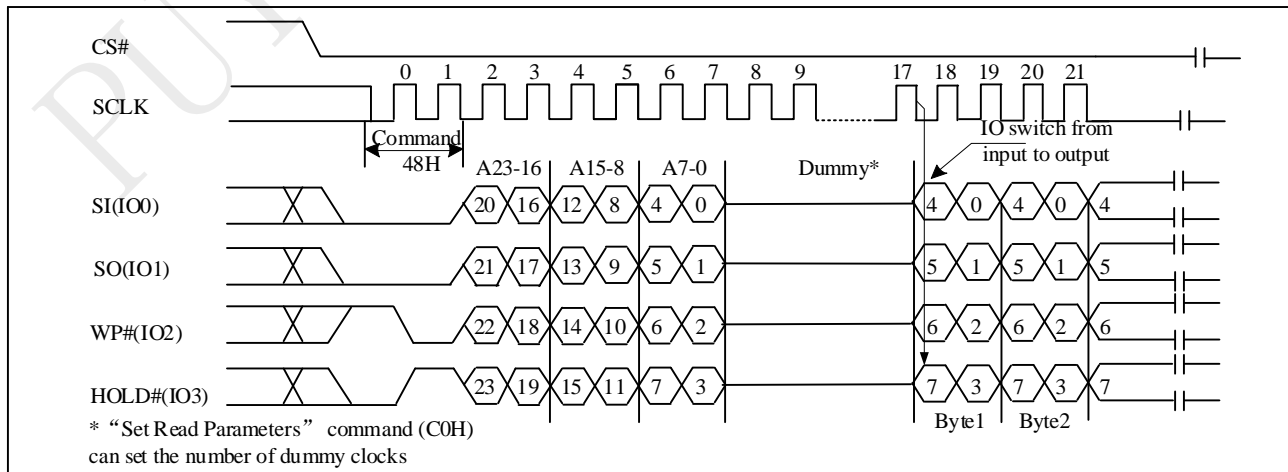 PUY
CS#
0 1 2 3 4 5 6 7 8 9 17 18 19 20 21
SCLK
Command
48H
IO switch from
input to output
A23-16 A15-8 A7-0 Dummy*
SI(IO0) 20 16 12 8 4 0 4 0 4 0 4
SO(IO1) 21 17 13 9 5 1 5 1 5 1 5
WP#(IO2) 22 18 14 10 6 2 6 2 6 2 6
HOLD#(IO3) 23 19 15 11 7 3 7 3 7 3 7
Byte1 Byte2
* “Set Read Parameters” command (C0H)
can set the number of dummy clocks